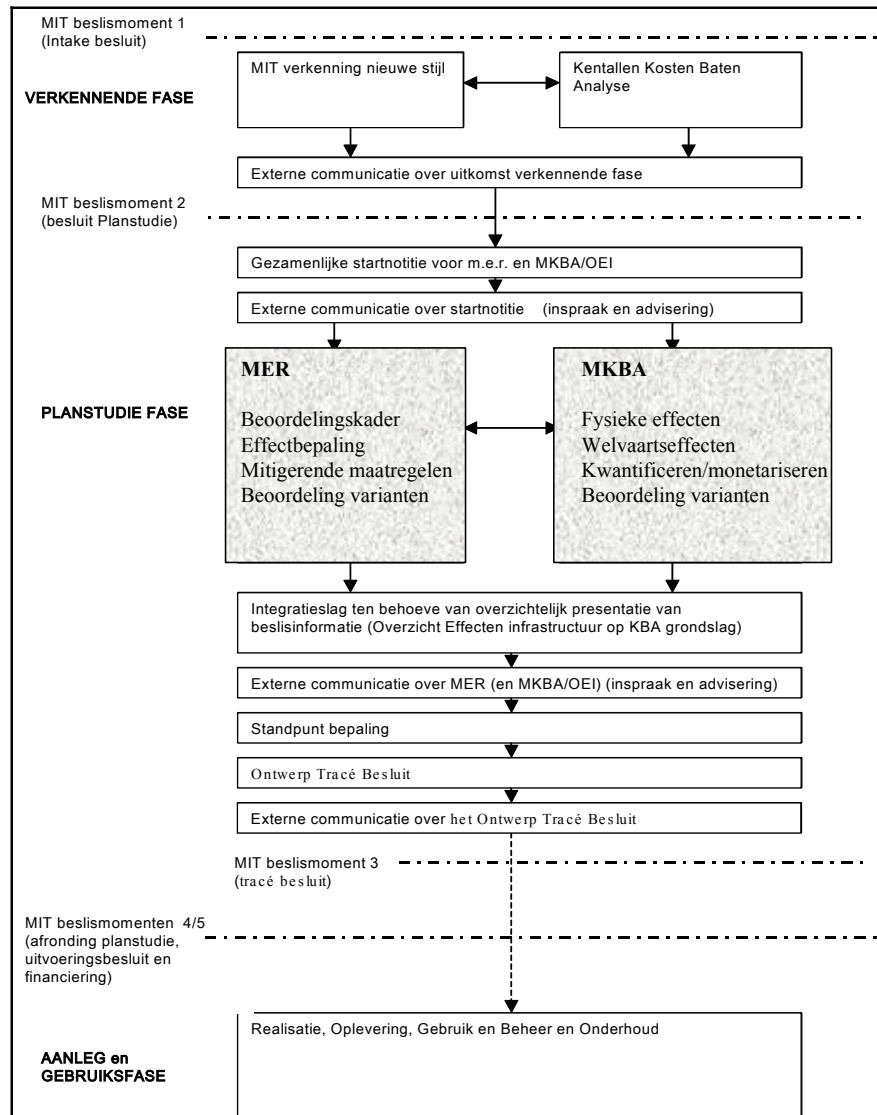 MIT beslismoment 1
(Intake besluit)
MIT verkenning nieuwe stijl
Kentallen Kosten Baten
Analyse
VERKENNENDE FASE
Externe communicatie over uitkomst verkennende fase
MIT beslismoment 2
(besluit Planstudie)
Gezamenlijke startnotitie voor m.e.r. en MKBA/OEI
Externe communicatie over startnotitie (inspraak en advisering)
MER
Beoordelingskader
Effectbepaling
Mitigerende maatregelen
Beoordeling varianten
MKBA
Fysieke effecten
Welvaartseffecten
Kwantificeren/monetariseren
Beoordeling varianten
PLANSTUDIE FASE
Integratieslag ten behoeve van overzichtelijk presentatie van
beslisinformatie (Overzicht Effecten infrastructuur op KBA grondslag)
Externe communicatie over MER (en MKBA/OEI) (inspraak en advisering)
Standpunt bepaling
Ontwerp Tracé Besluit
Externe communicatie over het Ontwerp Tracé Besluit
MIT beslismoment 3
(tracé besluit)
MIT beslismomenten 4/5
(afronding planstudie,
uitvoeringsbesluit en
financiering)
Realisatie, Oplevering, Gebruik en Beheer en Onderhoud
AANLEG en
GEBRUIKSFASE